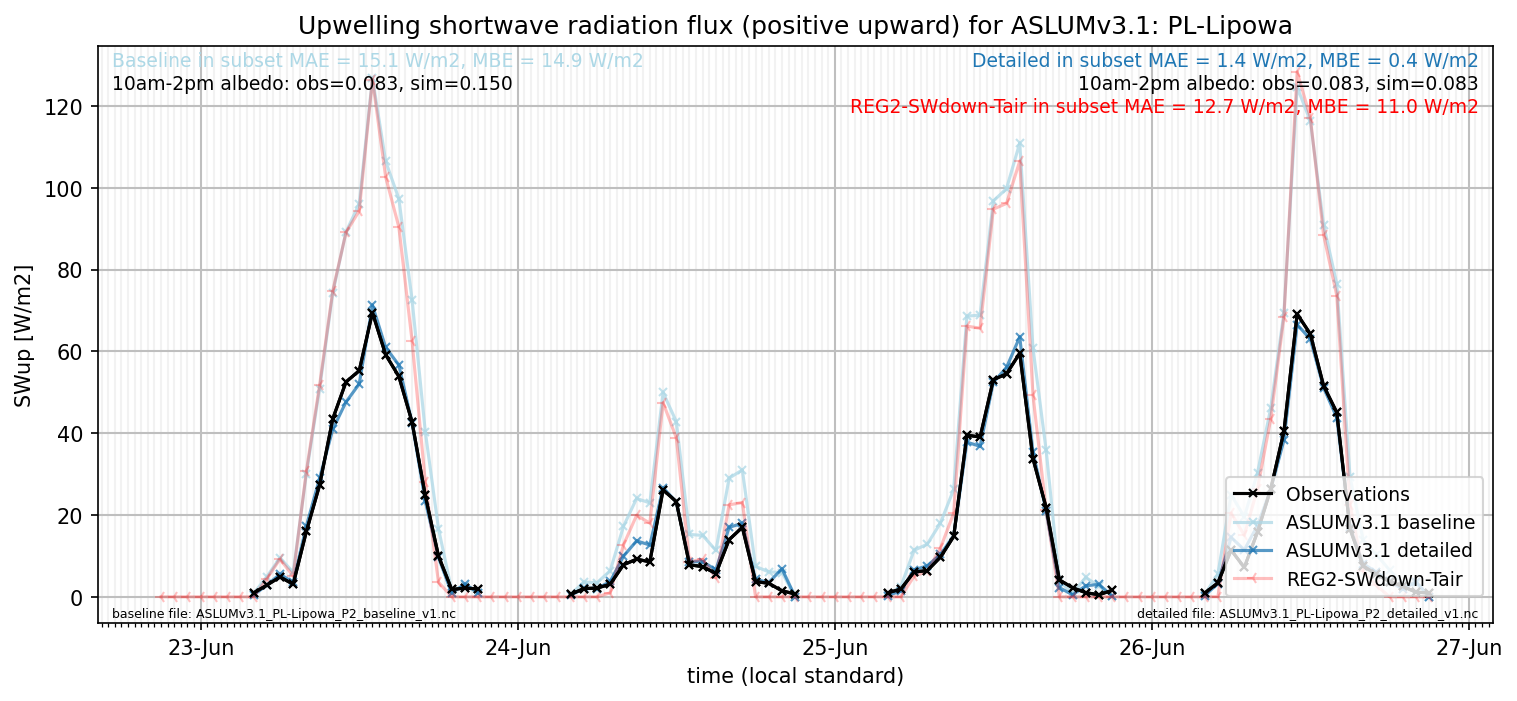 Upwelling shortwave radiation flux (positive upward) for ASLUMv3.1: PL-Lipowa
Baseline in subset MAE = 15.1 W/m2, MBE = 14.9 W/m2
10am-2pm albedo: obs=0.083, sim=0.150
Detailed in subset MAE = 1.4 W/m2, MBE = 0.4 W/m2
10am-2pm albedo: obs=0.083, sim=0.083
REG2-SWdown-Tair in subset MAE = 12.7 W/m2, MBE = 11.0 W/m2
SWup [W/m2]
120
100
80
60
40
20
0
Observations
ASLUMv3.1 baseline
ASLUMv3.1 detailed
REG2-SWdown-Tair
baseline file: ASLUMv3.1_PL-Lipowa_P2_baseline_v1.nc
detailed file: ASLUMv3.1_PL-Lipowa_P2_detailed_v1.nc
23-Jun
24-Jun
25-Jun
26-Jun
27-Jun
time (local standard)